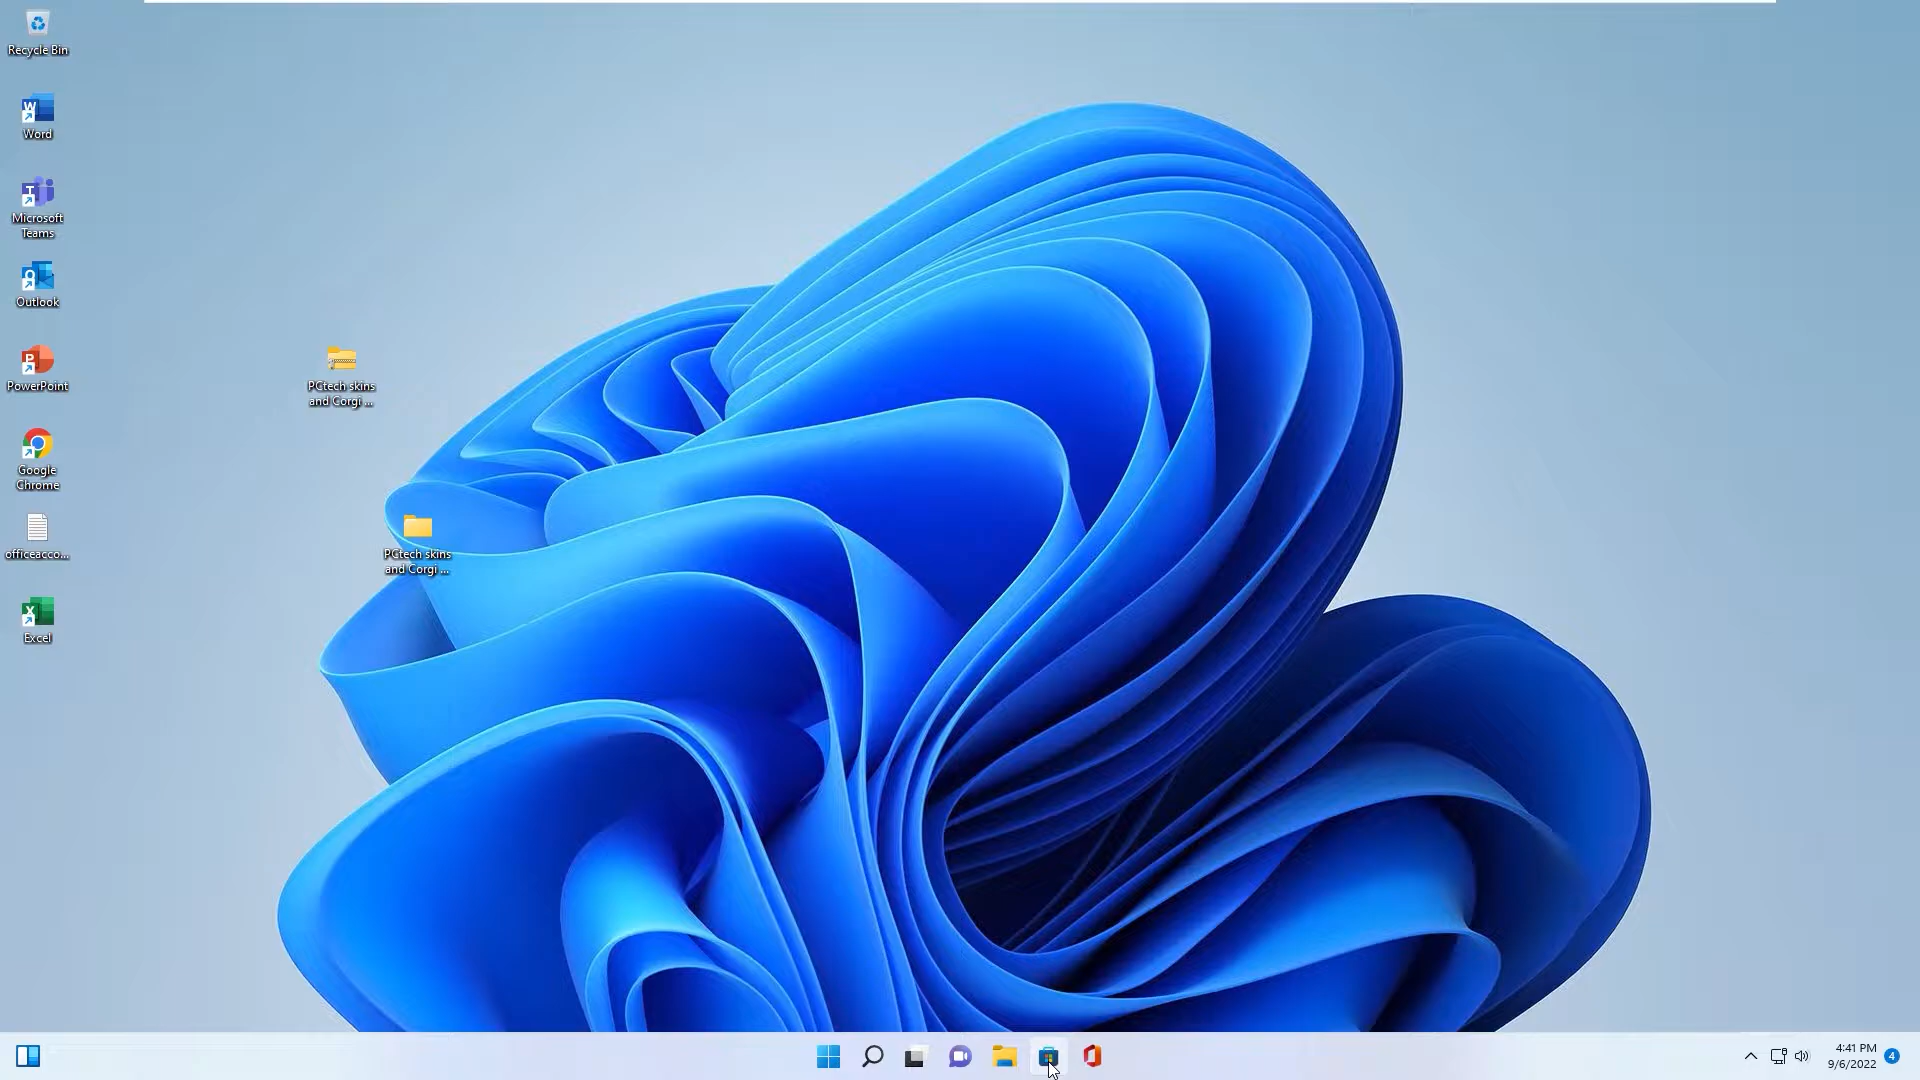 Recycle Bin
Word
Microsoft
Teams
Outlook
PowerPoint
Google
Chrome
officeacco...
Excel
PCtech skins
and Corgi ...
PCtech skins
and Corgi ...
4:41 PM
9/6/2022
4